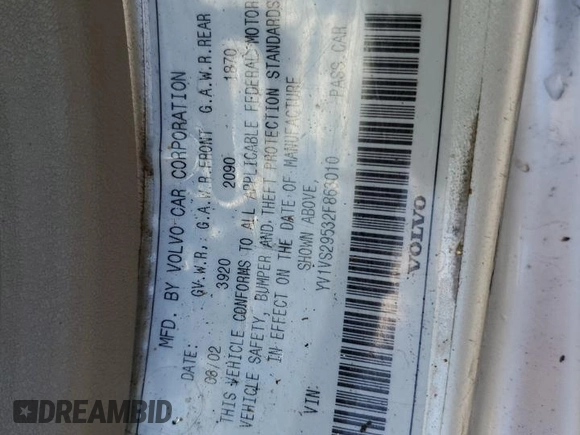 MFD. BY VOLVO CAR CORPORATION
DATE: GV.W.R. G.A.W.R.FRONT G.A.W.R.REAR
08/02 3920 2090 1870
THIS VEHICLE CONFORMS TO ALL APPLICABLE FEDERAL MOTOR
VEHICLE SAFETY, BUMPER AND THEFT PROTECTION STANDARDS
IN EFFECT ON THE DATE OF MANUFACTURE
SHOWN ABOVE. PASS.CAR
VIN: YV1VS29532F863010
VOLVO
DREAMBID